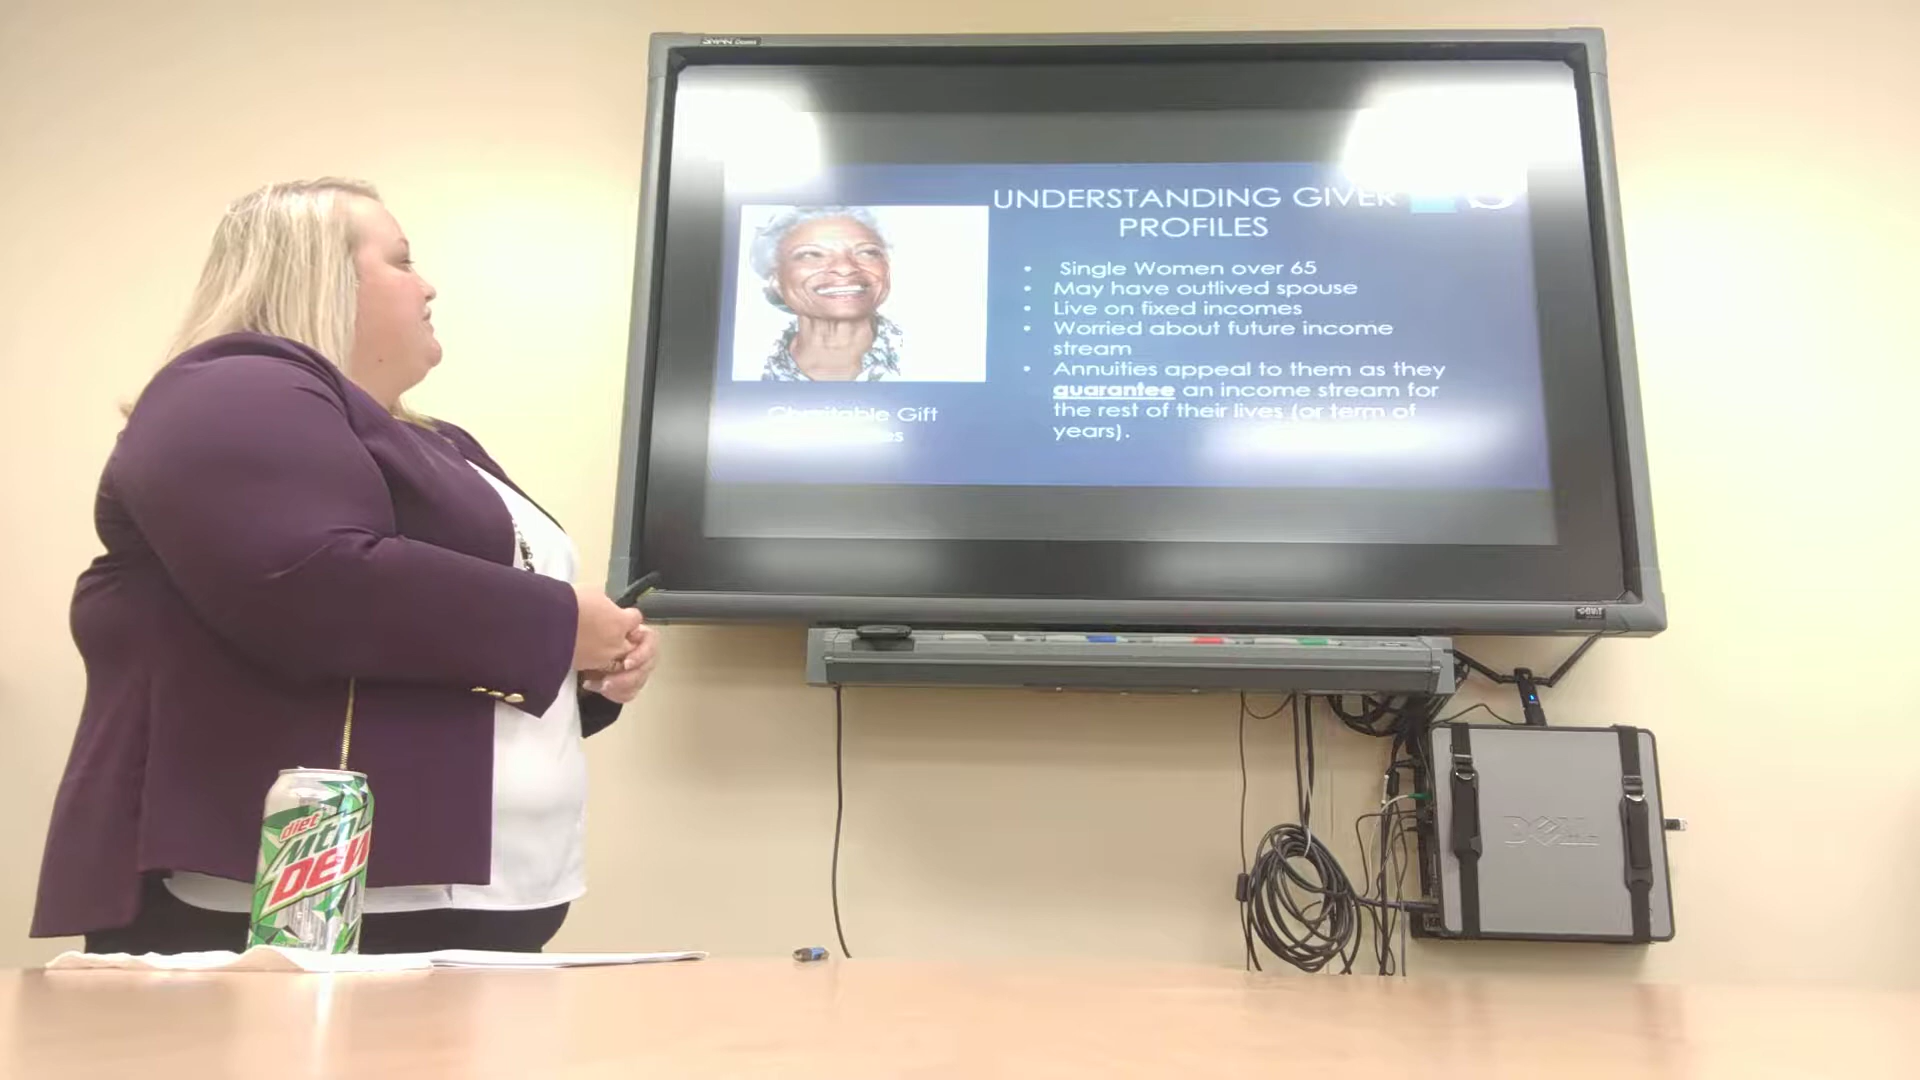 UNDERSTANDING GIVER
PROFILES
• Single Women over 65
• May have outlived spouse
• Live on fixed incomes
• Worried about future income
stream
• Annuities appeal to them as they
guarantee an income stream for
the rest of their lives (or term of
years).
Charitable Gift
diet
Mtn
DEW
DELL